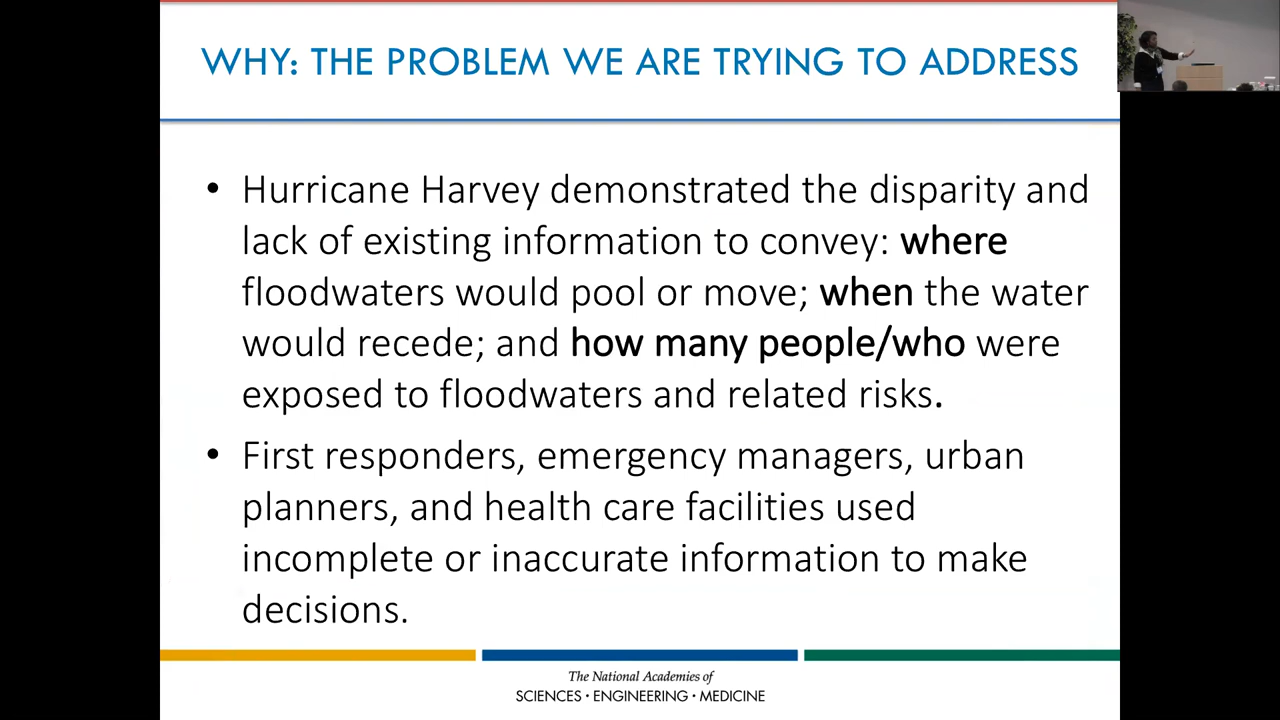 WHY: THE PROBLEM WE ARE TRYING TO ADDRESS
• Hurricane Harvey demonstrated the disparity and
lack of existing information to convey: where
floodwaters would pool or move; when the water
would recede; and how many people/who were
exposed to floodwaters and related risks.
• First responders, emergency managers, urban
planners, and health care facilities used
incomplete or inaccurate information to make
decisions.
The National Academies of
SCIENCES • ENGINEERING • MEDICINE